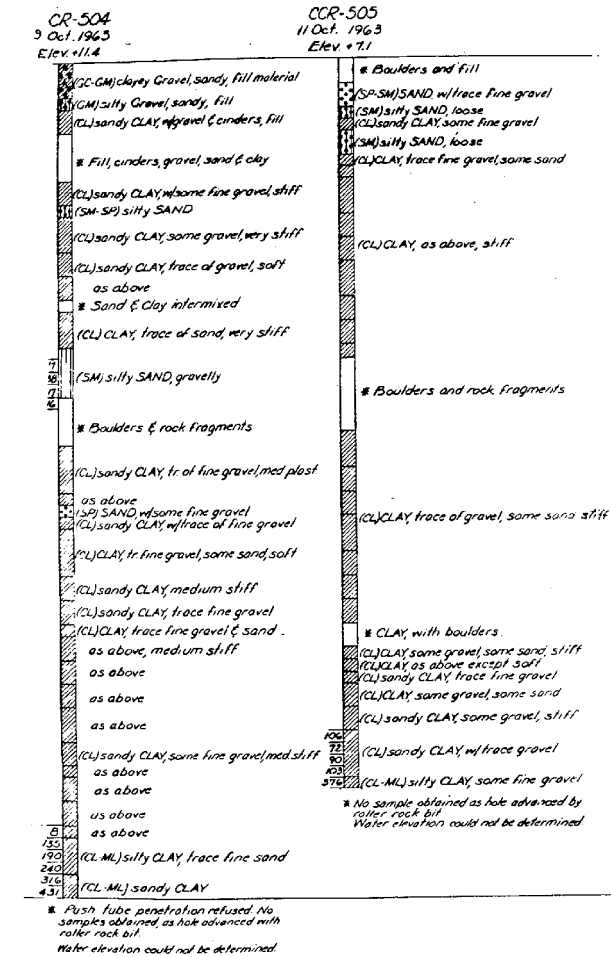 CR-504
9 Oct. 1963
Elev. +11.4
(GC-GM) clayey Gravel, sandy, fill material
(GM) silty Gravel, sandy, fill
(CL) sandy CLAY, w/gravel & cinders, fill
* Fill, cinders, gravel, sand & clay
(CL) sandy CLAY, w/some fine gravel, stiff
(SM-SP) silty SAND
(CL) sandy CLAY, some gravel, very stiff
(CL) sandy CLAY, trace of gravel, soft
as above
* Sand & Clay intermixed
(CL) CLAY, trace of sand, very stiff
17
(SM) silty SAND, gravelly
16
* Boulders & rock fragments
(CL) sandy CLAY, tr. of fine gravel, med plast.
as above
(SP) SAND, w/some fine gravel
(CL) sandy CLAY w/trace of fine gravel
(CL) CLAY, tr. fine gravel, some sand, soft
(CL) sandy CLAY, medium stiff
(CL) sandy CLAY, trace fine gravel
(CL) CLAY, trace fine gravel & sand.
as above, medium stiff
as above
as above
as above
(CL) sandy CLAY, some fine gravel, med. stiff
as above
as above
as above
8
as above
135
190
(CL-ML) silty CLAY, trace fine sand
240
316
431
(CL-ML) sandy CLAY
* Push tube penetration refused. No
samples obtained, as hole advanced with
roller rock bit.
Water elevation could not be determined.
CCR-505
11 Oct. 1963
Elev. +7.1
* Boulders and fill
(SP-SM) SAND, w/trace fine gravel
(SM) silty SAND, loose
(CL) sandy CLAY, some fine gravel
(SM) silty SAND, loose
(CL) CLAY, trace fine gravel, some sand
(CL) CLAY, as above, stiff
* Boulders and rock fragments
(CL) CLAY, trace of gravel, some sand stiff
* CLAY, with boulders.
(CL) CLAY, some gravel, some sand, stiff
(CL) CLAY, as above except soft
(CL) sandy CLAY, trace fine gravel
(CL) CLAY, some gravel, some sand
(CL) sandy CLAY, some gravel, stiff
106
72
(CL) sandy CLAY, w/trace gravel
90
103
376
(CL-ML) silty CLAY, some fine gravel
* No sample obtained as hole advanced by
roller rock bit
Water elevation could not be determined